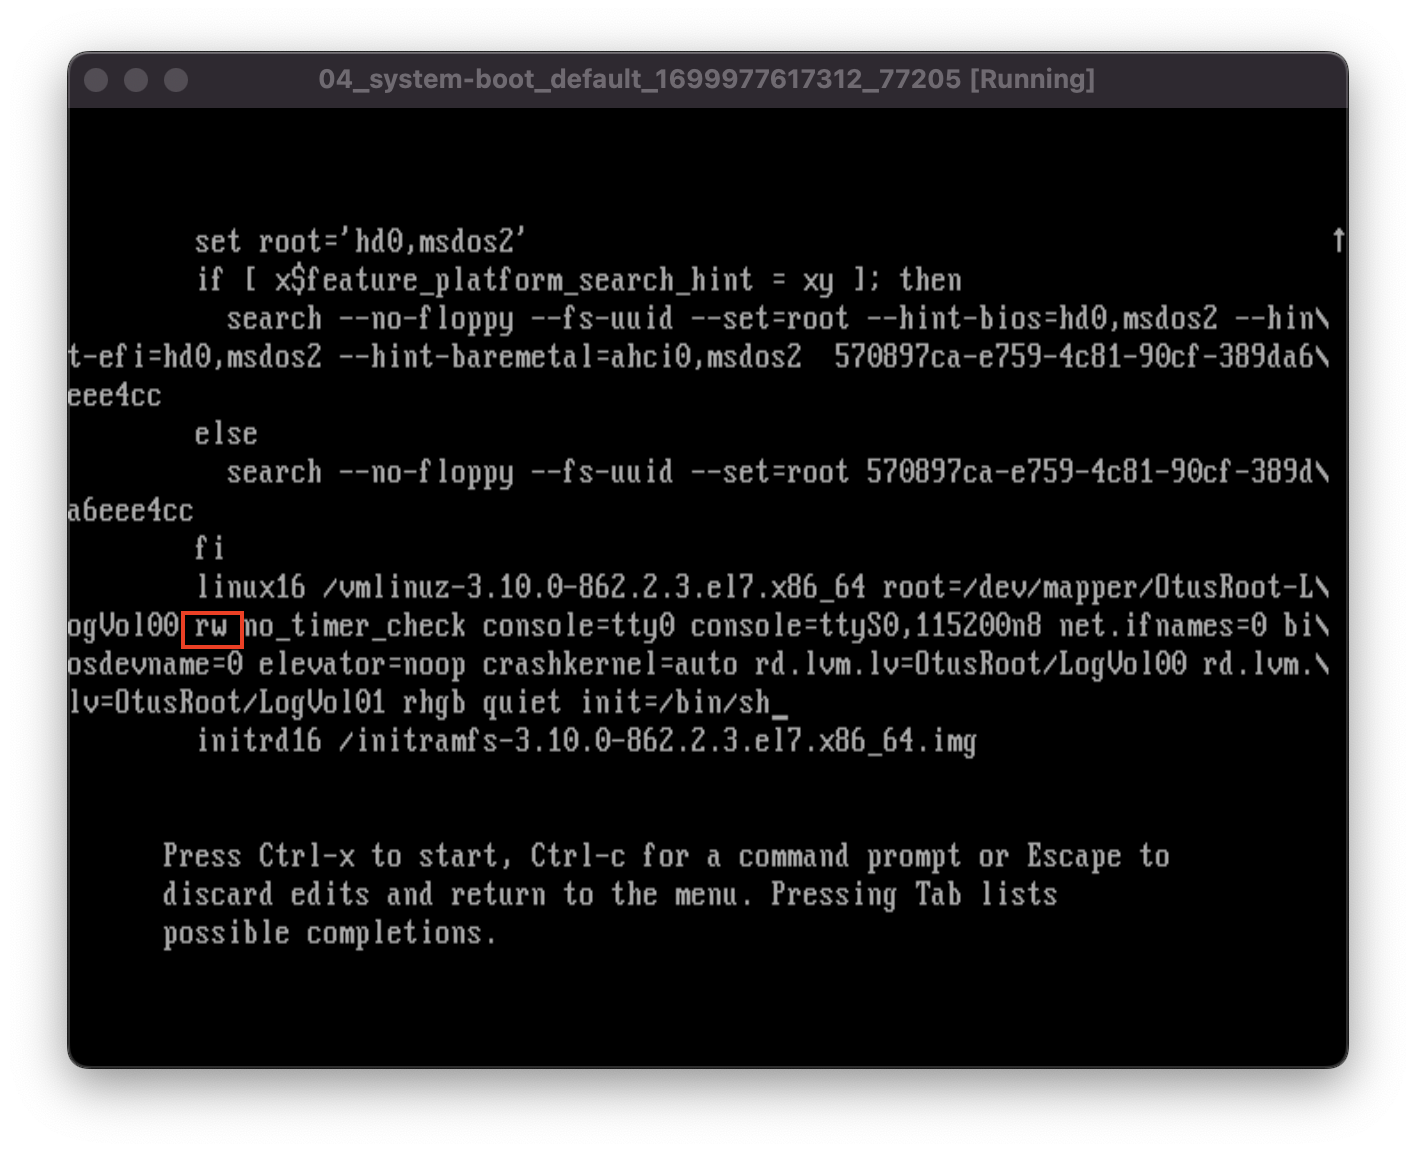 04_system-boot_default_1699977617312_77205 [Running]
set root='hd0,msdos2'
if [ x$feature_platform_search_hint = xy ]; then
search --no-floppy --fs-uuid --set=root --hint-bios=hd0,msdos2 --hin\
t-efi=hd0,msdos2 --hint-baremetal=ahci0,msdos2  570897ca-e759-4c81-90cf-389da6\
eee4cc
else
search --no-floppy --fs-uuid --set=root 570897ca-e759-4c81-90cf-389d\
a6eee4cc
fi
linux16 /vmlinuz-3.10.0-862.2.3.el7.x86_64 root=/dev/mapper/OtusRoot-L\
ogVol00 rw no_timer_check console=tty0 console=ttyS0,115200n8 net.ifnames=0 bi\
osdevname=0 elevator=noop crashkernel=auto rd.lvm.lv=OtusRoot/LogVol00 rd.lvm.\
lv=OtusRoot/LogVol01 rhgb quiet init=/bin/sh_
initrd16 /initramfs-3.10.0-862.2.3.el7.x86_64.img
Press Ctrl-x to start, Ctrl-c for a command prompt or Escape to
discard edits and return to the menu. Pressing Tab lists
possible completions.